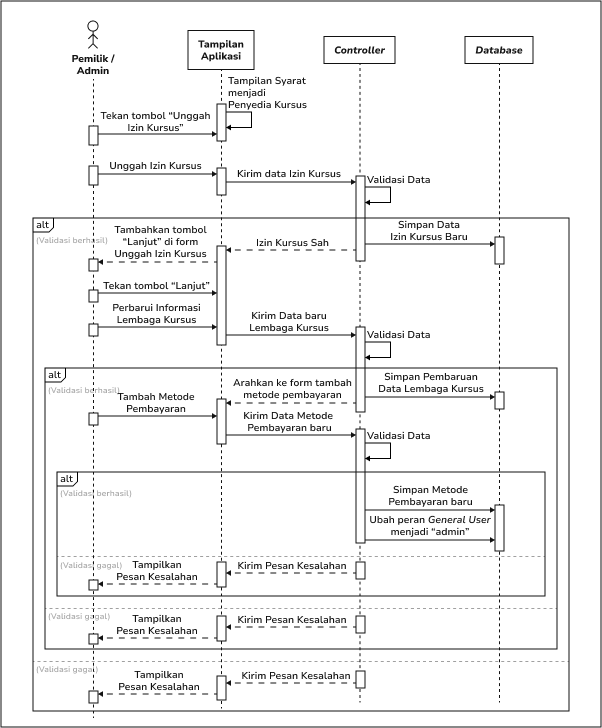 Pemilik /
Admin
Tampilan
Aplikasi
Controller
Database
Tampilan Syarat
menjadi
Penyedia Kursus
Tekan tombol “Unggah
Izin Kursus”
Unggah Izin Kursus
Kirim data Izin Kursus
Validasi Data
alt
(Validasi berhasil)
Simpan Data
Izin Kursus Baru
Izin Kursus Sah
Tambahkan tombol
“Lanjut” di form
Unggah Izin Kursus
Tekan tombol “Lanjut”
Perbarui Informasi
Lembaga Kursus
Kirim Data baru
Lembaga Kursus
Validasi Data
alt
(Validasi berhasil)
Simpan Pembaruan
Data Lembaga Kursus
Arahkan ke form tambah
metode pembayaran
Tambah Metode
Pembayaran
Kirim Data Metode
Pembayaran baru
Validasi Data
alt
(Validasi berhasil)
Simpan Metode
Pembayaran baru
Ubah peran General User
menjadi “admin”
(Validasi gagal)
Kirim Pesan Kesalahan
Tampilkan
Pesan Kesalahan
(Validasi gagal)
Kirim Pesan Kesalahan
Tampilkan
Pesan Kesalahan
(Validasi gagal)
Kirim Pesan Kesalahan
Tampilkan
Pesan Kesalahan